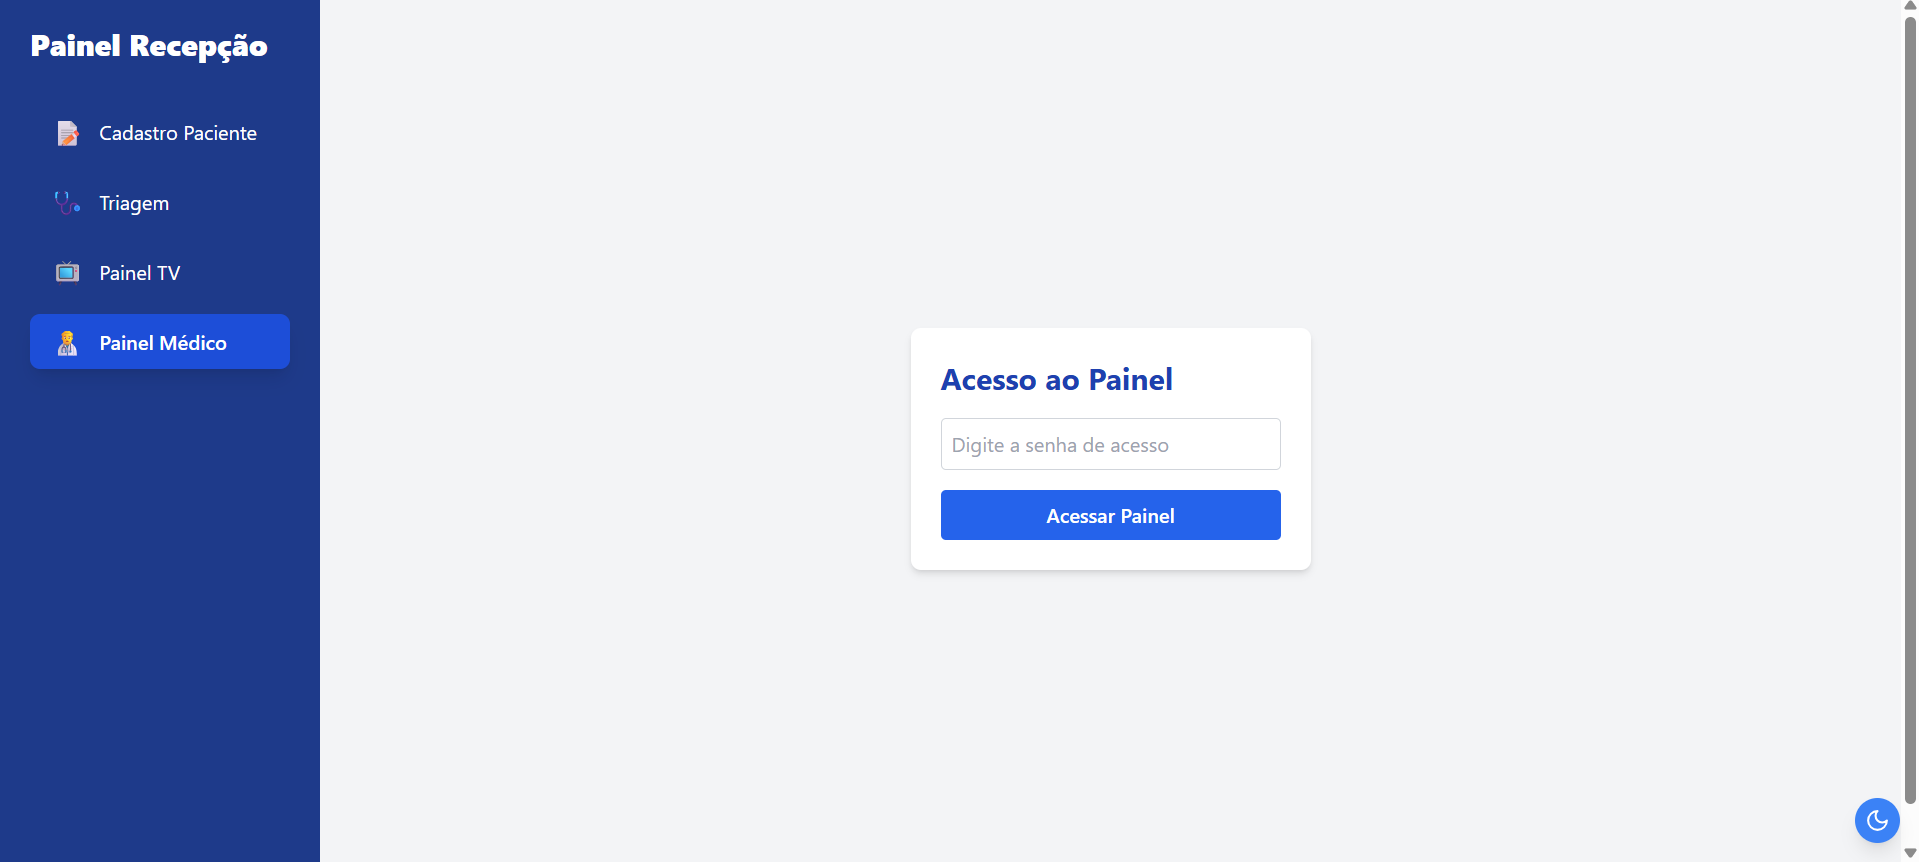 Painel Recepção
Cadastro Paciente
Triagem
Painel TV
Painel Médico
Acesso ao Painel
Digite a senha de acesso
Acessar Painel